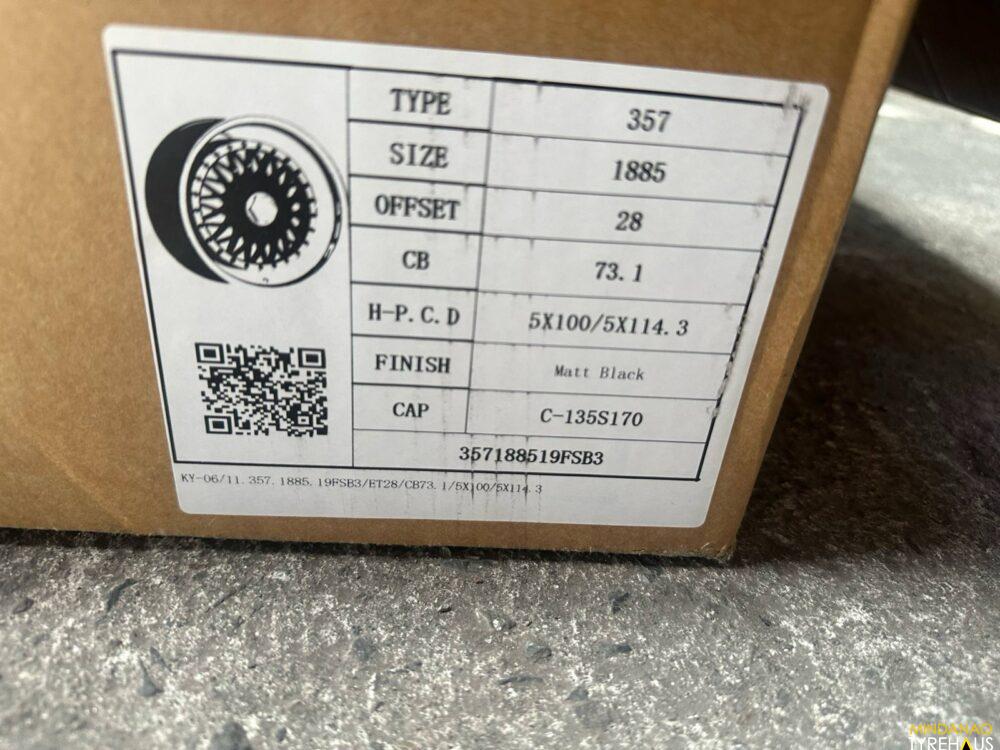 TYPE 357
SIZE 1885
OFFSET 28
CB 73.1
H-P.C.D 5X100/5X114.3
FINISH Matt Black
CAP C-135S170
357188519FSB3
KY-06/11.357.1885.19FSB3/ET28/CB73.1/5X100/5X114.3
MINDANAO
TYREHAUS